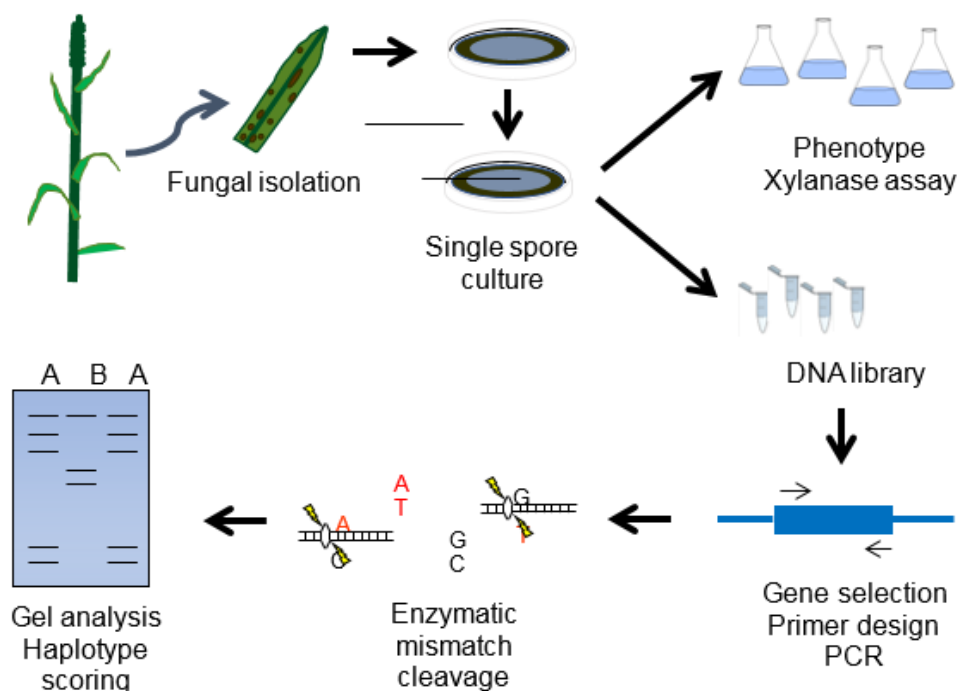 Fungal isolation
Single spore
culture
Phenotype
Xylanase assay
DNA library
Gene selection
Primer design
PCR
A
T
G
C
A
C
G
T
Enzymatic
mismatch
cleavage
A B A
Gel analysis
Haplotype
scoring